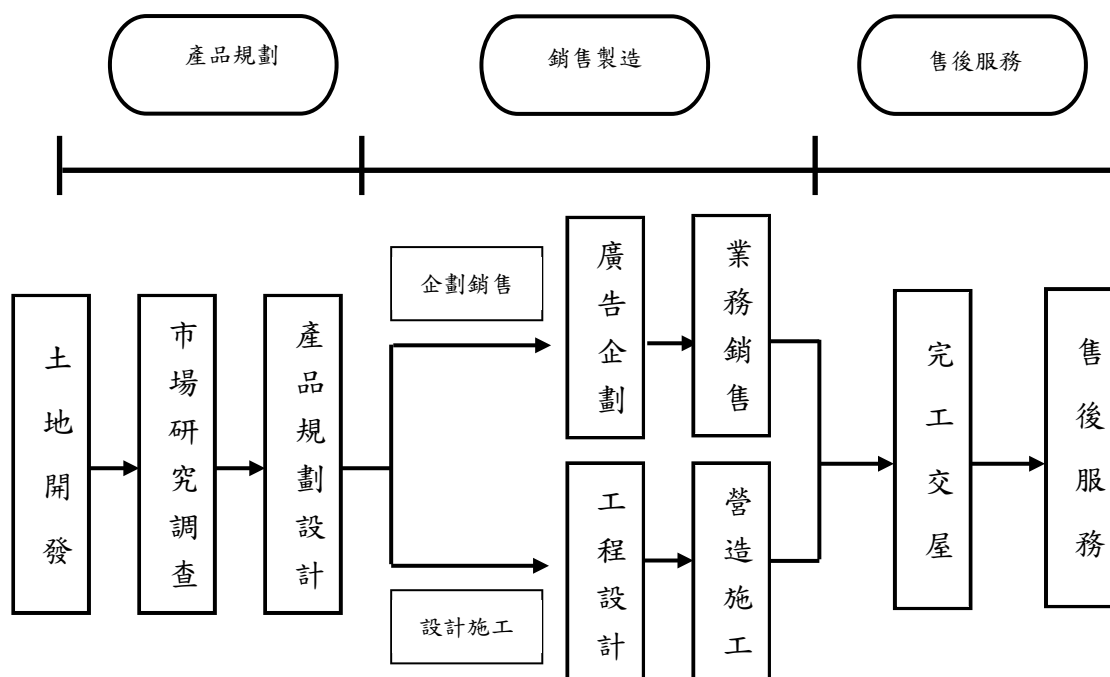 產品規劃
銷售製造
售後服務
土地開發
市場研究調查
產品規劃設計
企劃銷售
廣告企劃
業務銷售
設計施工
工程設計
營造施工
完工交屋
售後服務